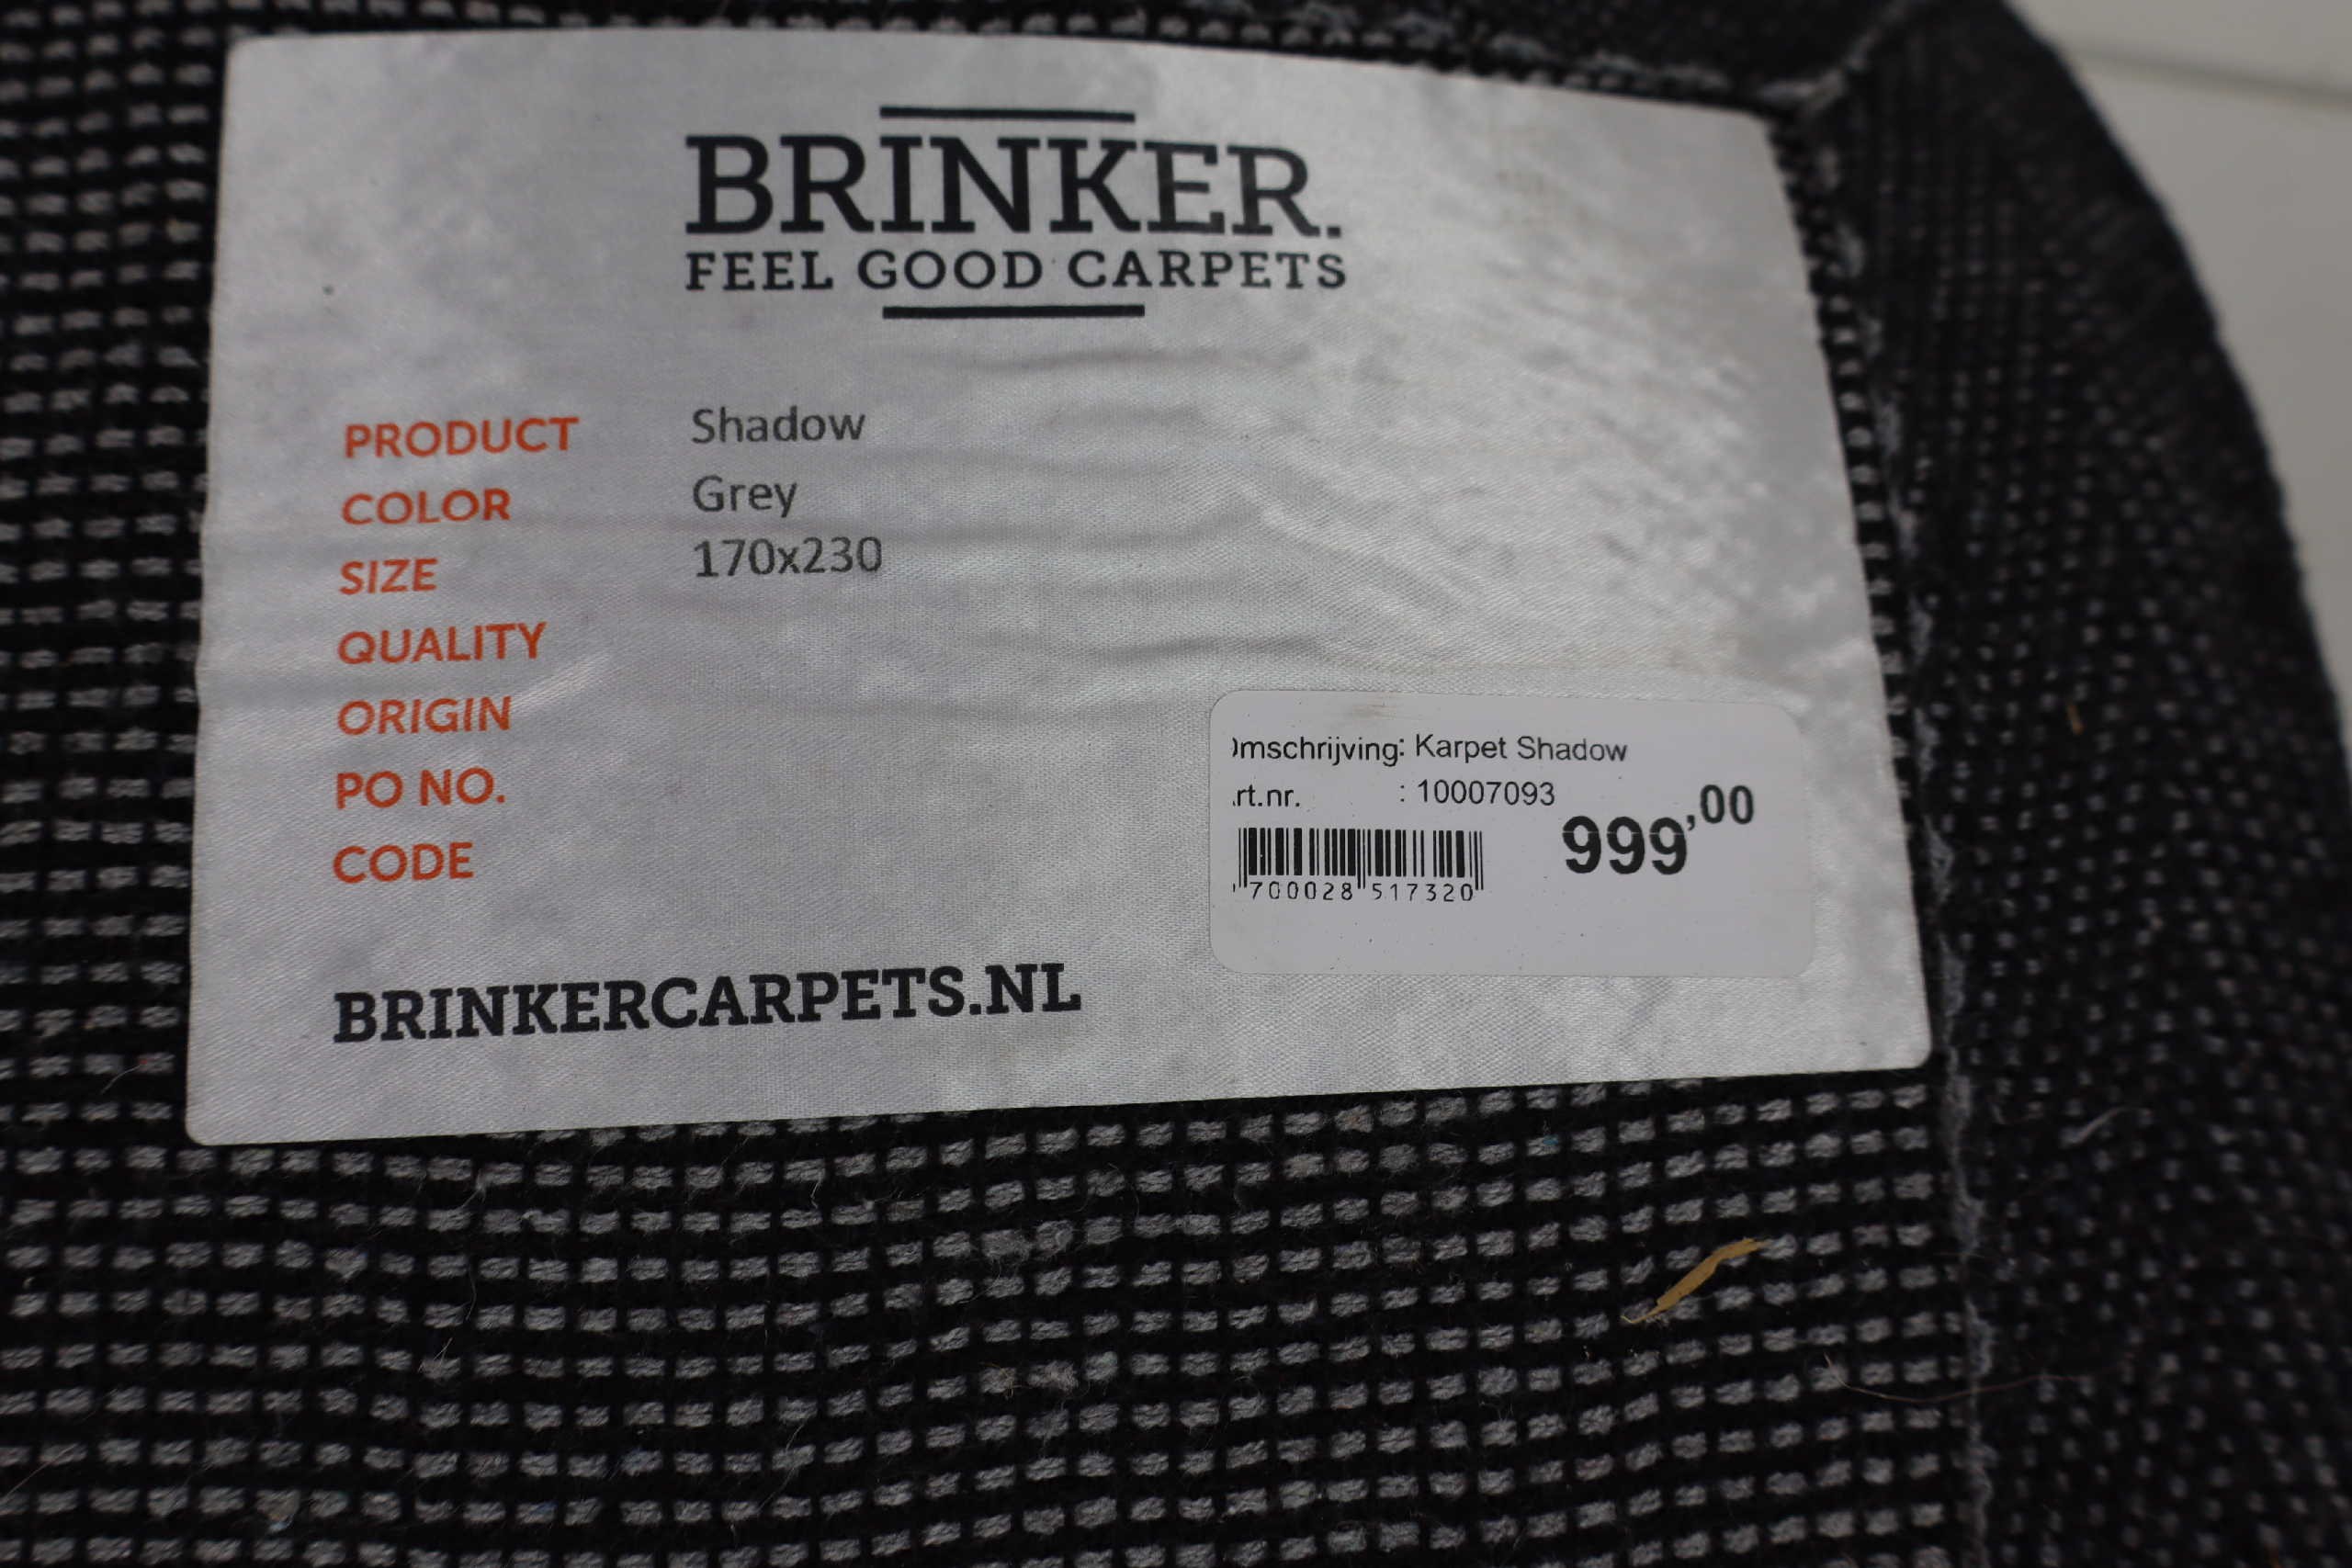 BRINKER.
FEEL GOOD CARPETS
PRODUCT Shadow
COLOR Grey
SIZE 170x230
QUALITY
ORIGIN
PO NO.
CODE
mschrijving: Karpet Shadow
rt.nr. : 10007093
999,00
700028 517320
BRINKERCARPETS.NL